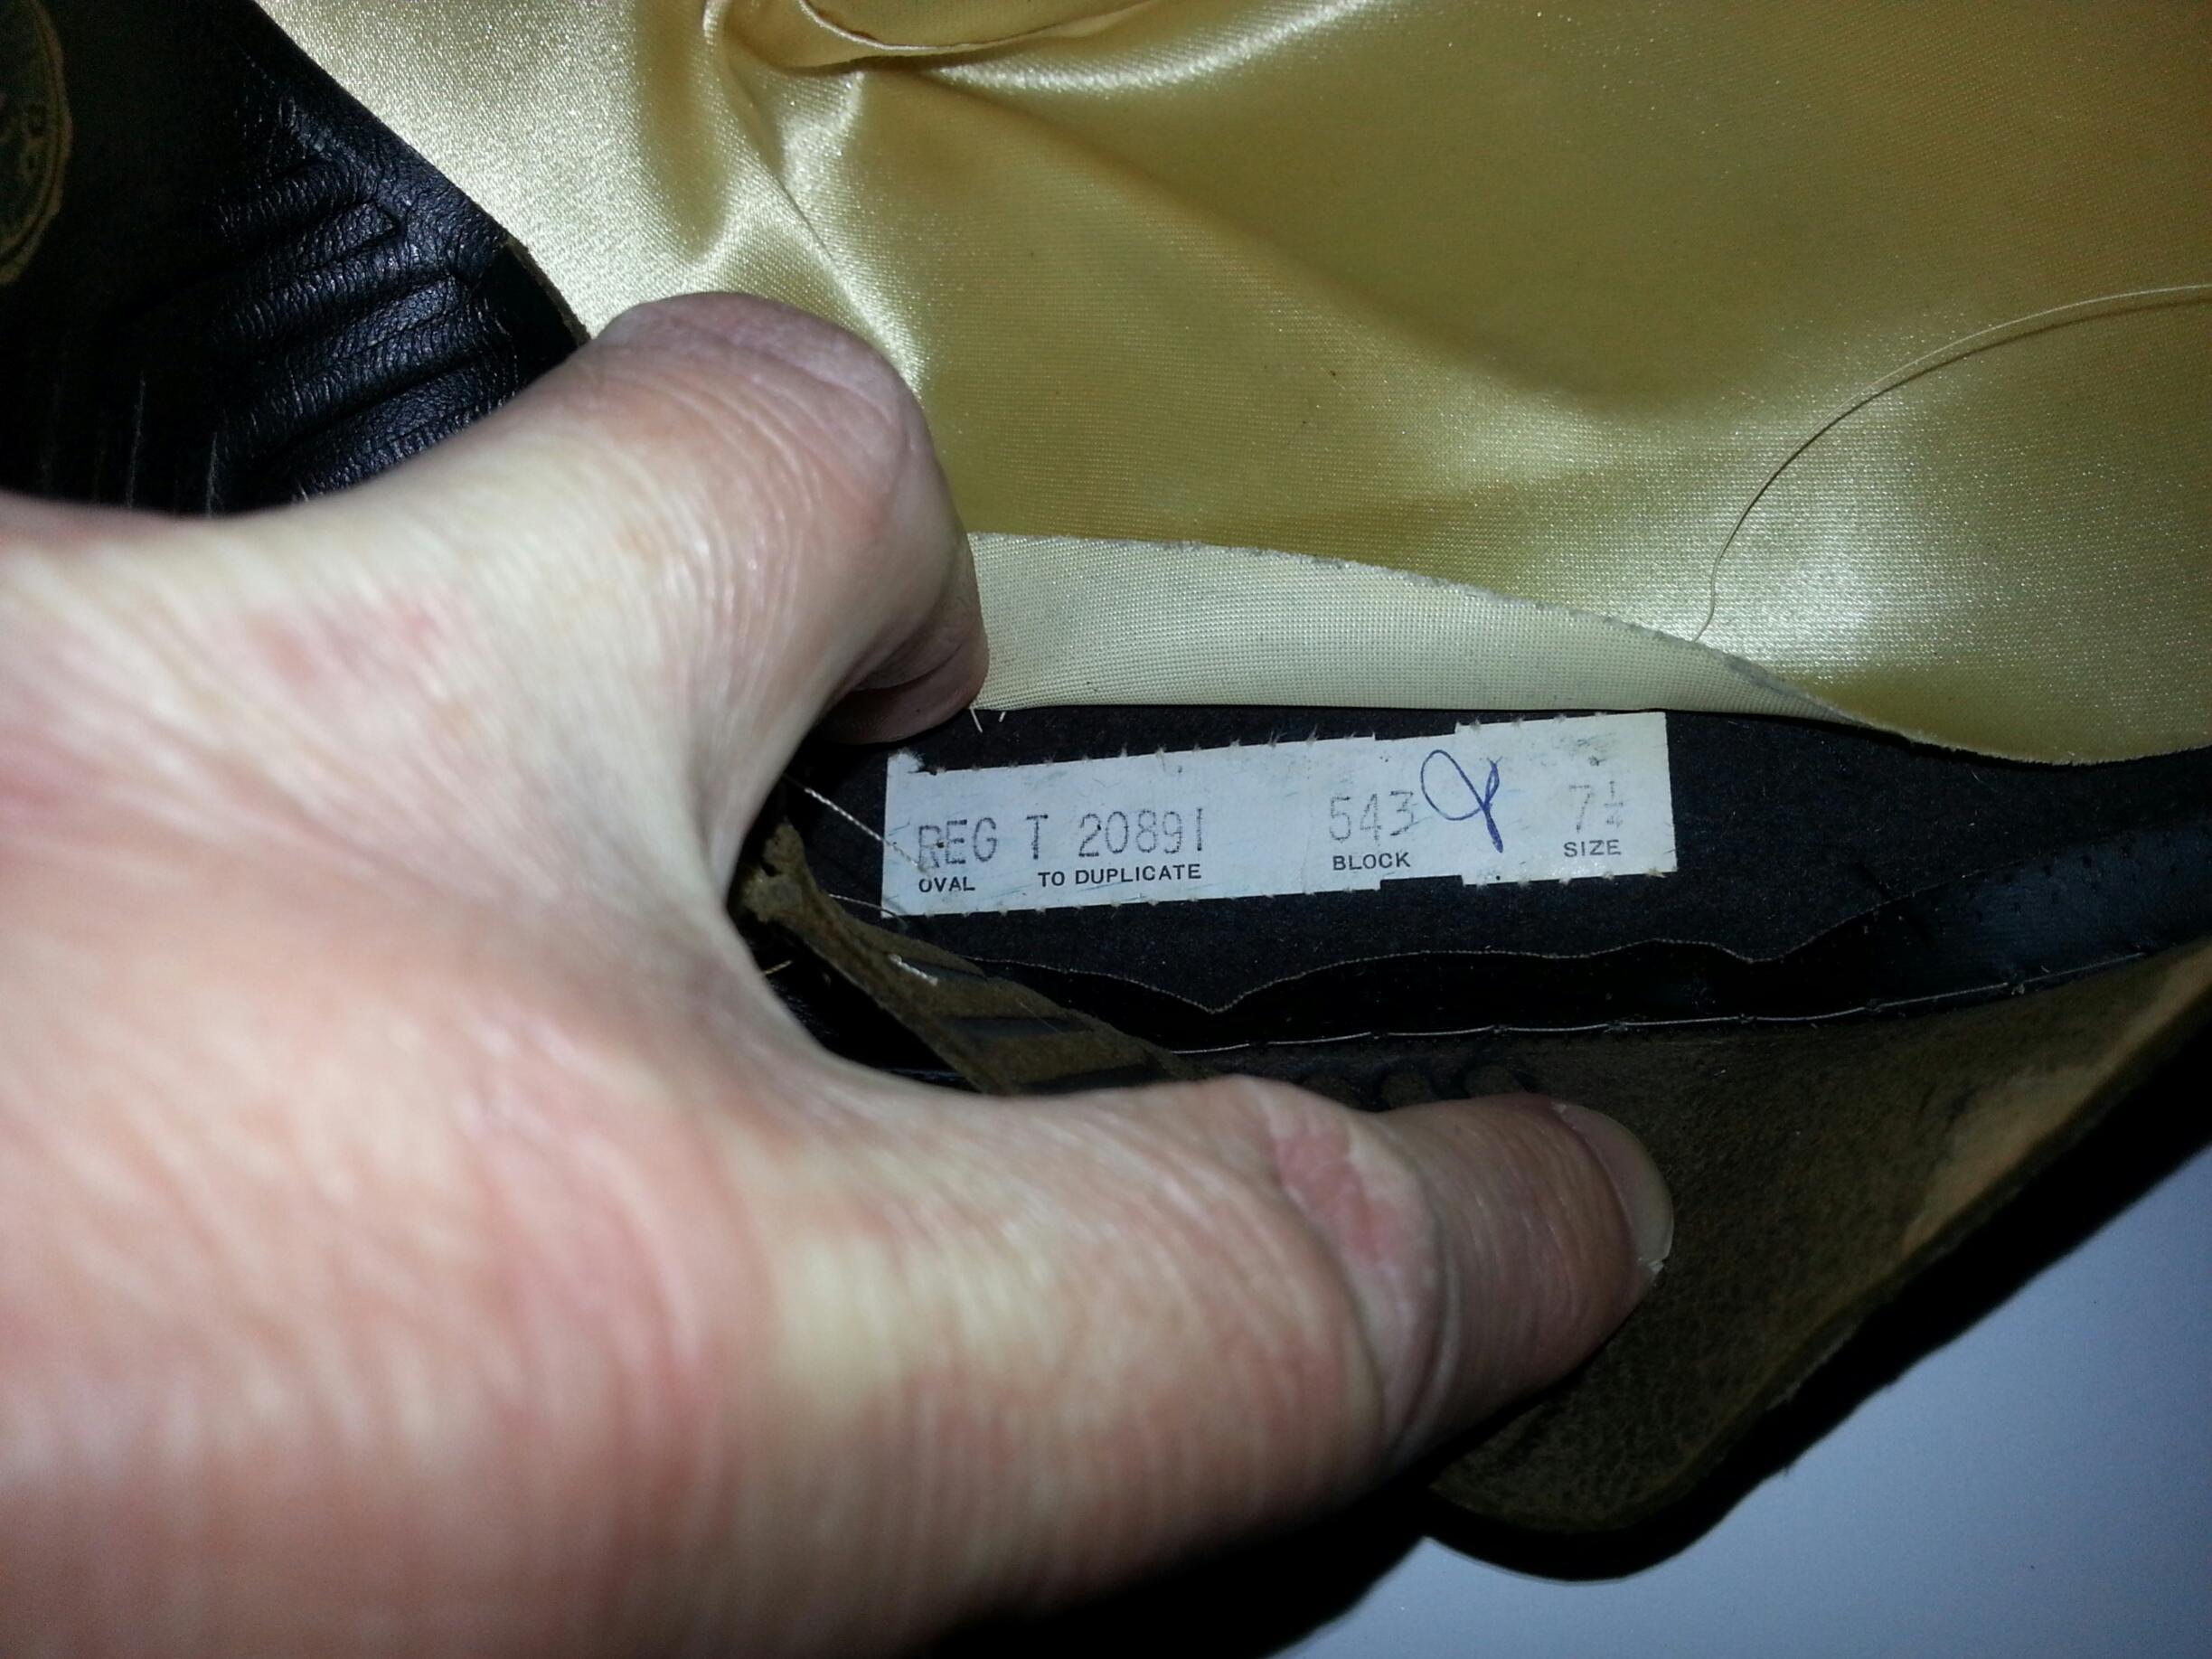 REG T 20891 543 7¼
OVAL TO DUPLICATE BLOCK SIZE